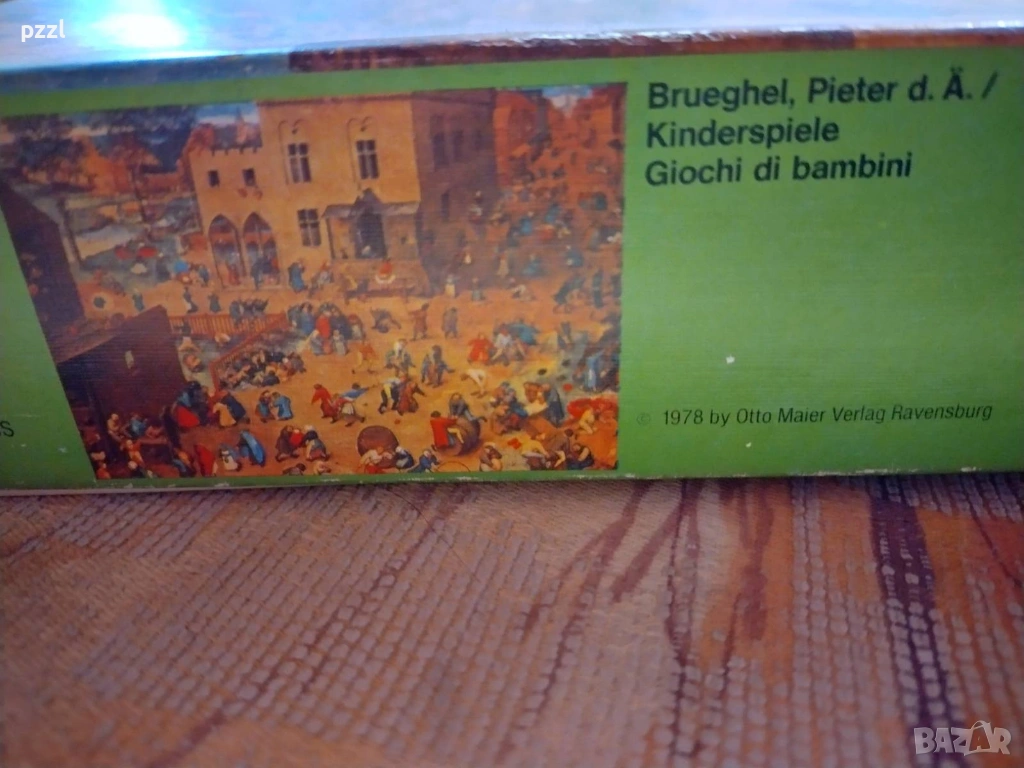 pzzl
Brueghel, Pieter d. Ä. /
Kinderspiele
Giochi di bambini
© 1978 by Otto Maier Verlag Ravensburg
BAZAR